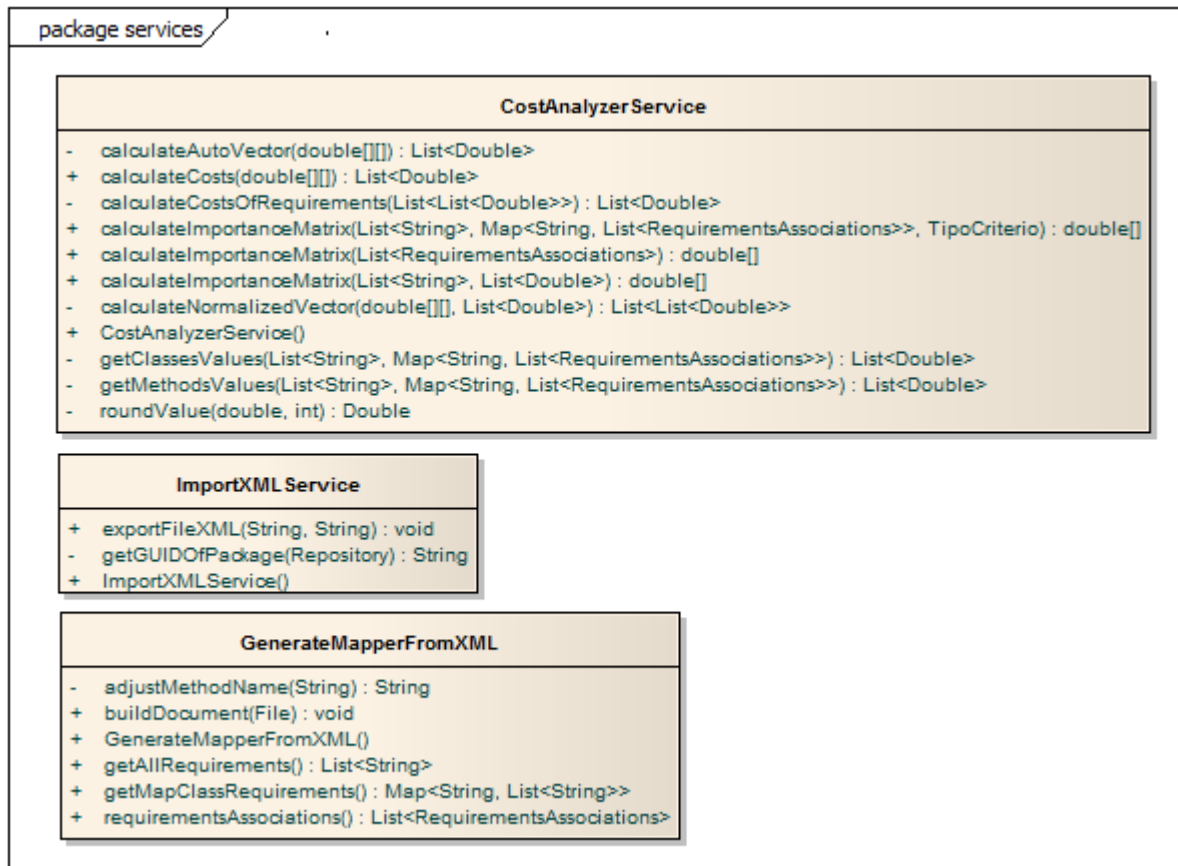 package services
CostAnalyzerService
- calculateAutoVector(double[][]) : List<Double>
+ calculateCosts(double[][]) : List<Double>
- calculateCostsOfRequirements(List<List<Double>>) : List<Double>
+ calculateImportanceMatrix(List<String>, Map<String, List<RequirementsAssociations>>, TipoCriterio) : double[]
+ calculateImportanceMatrix(List<RequirementsAssociations>) : double[]
+ calculateImportanceMatrix(List<String>, List<Double>) : double[]
- calculateNormalizedVector(double[][], List<Double>) : List<List<Double>>
+ CostAnalyzerService()
- getClassesValues(List<String>, Map<String, List<RequirementsAssociations>>) : List<Double>
- getMethodsValues(List<String>, Map<String, List<RequirementsAssociations>>) : List<Double>
- roundValue(double, int) : Double
ImportXMLService
+ exportFileXML(String, String) : void
- getGUIDOfPackage(Repository) : String
+ ImportXMLService()
GenerateMapperFromXML
- adjustMethodName(String) : String
+ buildDocument(File) : void
+ GenerateMapperFromXML()
+ getAllRequirements() : List<String>
+ getMapClassRequirements() : Map<String, List<String>>
+ requirementsAssociations() : List<RequirementsAssociations>